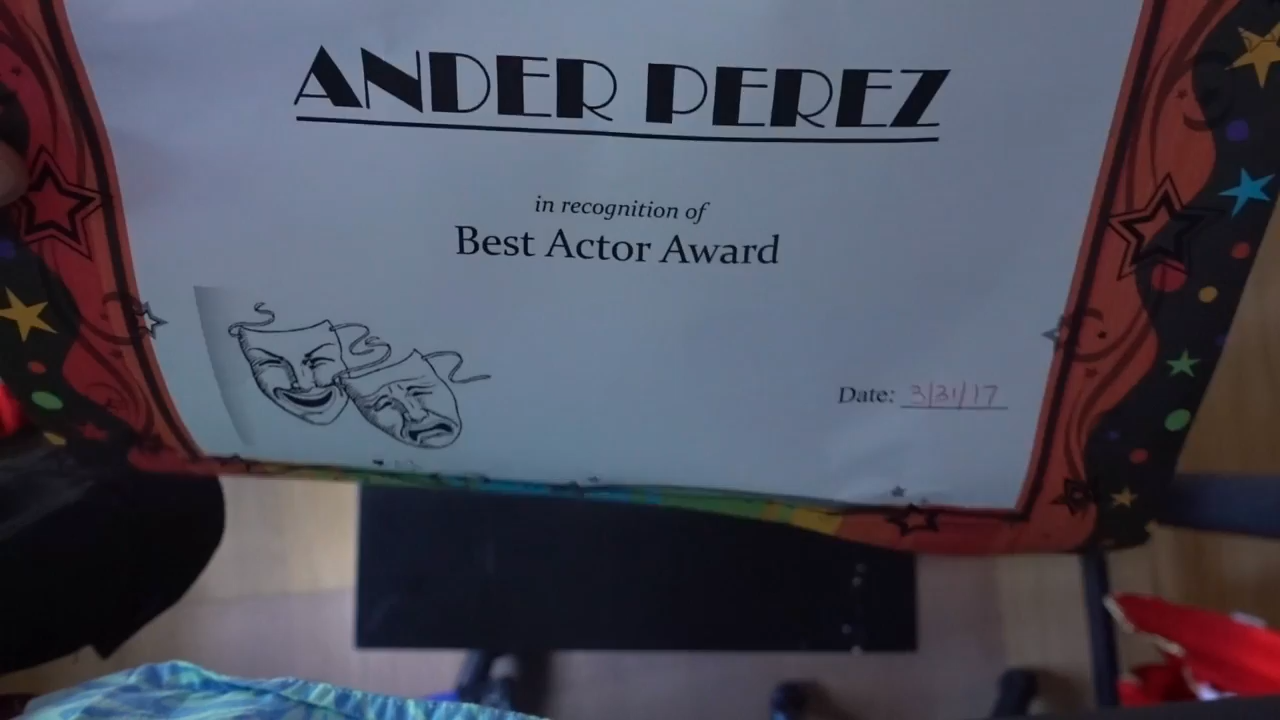 ANDER PEREZ
in recognition of
Best Actor Award
Date: 3/31/17